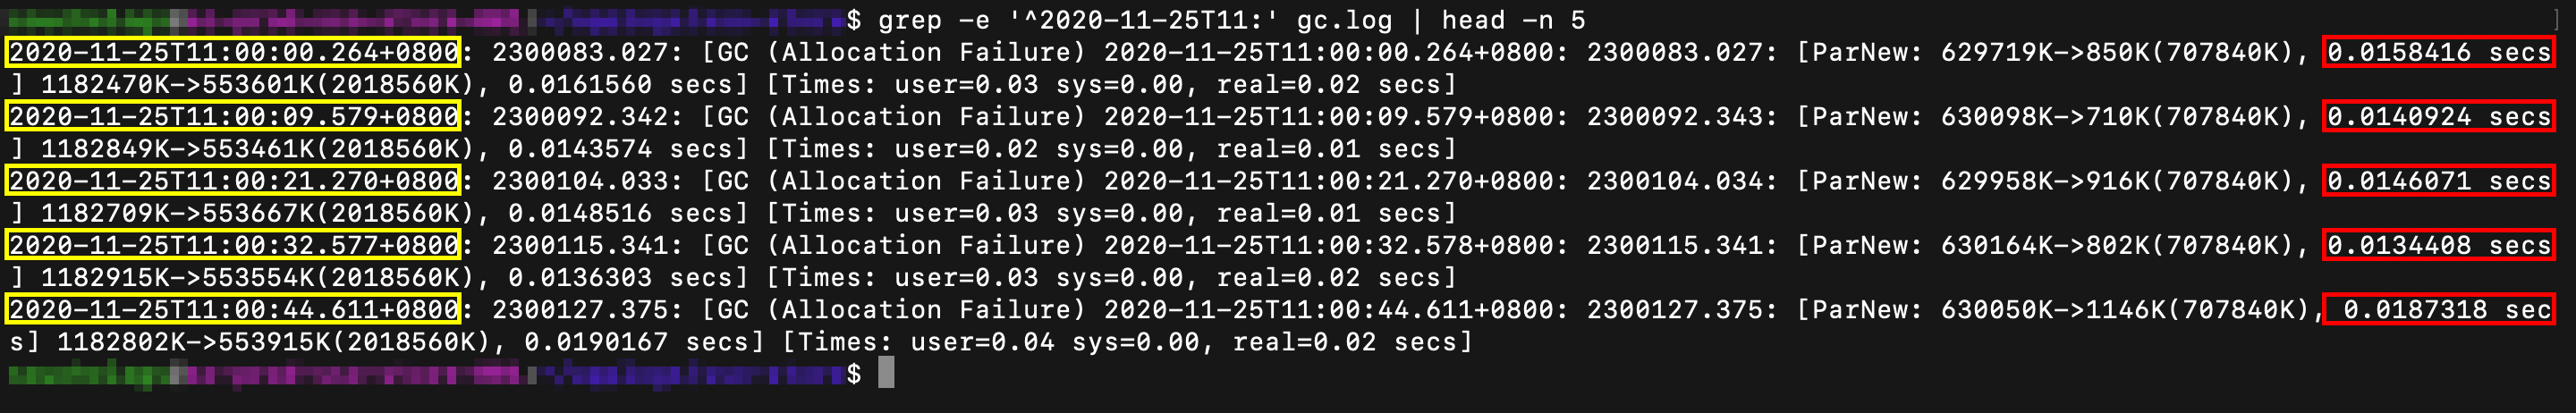 $ grep -e '^2020-11-25T11:' gc.log | head -n 5
2020-11-25T11:00:00.264+0800: 2300083.027: [GC (Allocation Failure) 2020-11-25T11:00:00.264+0800: 2300083.027: [ParNew: 629719K->850K(707840K), 0.0158416 secs
] 1182470K->553601K(2018560K), 0.0161560 secs] [Times: user=0.03 sys=0.00, real=0.02 secs]
2020-11-25T11:00:09.579+0800: 2300092.342: [GC (Allocation Failure) 2020-11-25T11:00:09.579+0800: 2300092.343: [ParNew: 630098K->710K(707840K), 0.0140924 secs
] 1182849K->553461K(2018560K), 0.0143574 secs] [Times: user=0.02 sys=0.00, real=0.01 secs]
2020-11-25T11:00:21.270+0800: 2300104.033: [GC (Allocation Failure) 2020-11-25T11:00:21.270+0800: 2300104.034: [ParNew: 629958K->916K(707840K), 0.0146071 secs
] 1182709K->553667K(2018560K), 0.0148516 secs] [Times: user=0.03 sys=0.00, real=0.01 secs]
2020-11-25T11:00:32.577+0800: 2300115.341: [GC (Allocation Failure) 2020-11-25T11:00:32.578+0800: 2300115.341: [ParNew: 630164K->802K(707840K), 0.0134408 secs
] 1182915K->553554K(2018560K), 0.0136303 secs] [Times: user=0.03 sys=0.00, real=0.02 secs]
2020-11-25T11:00:44.611+0800: 2300127.375: [GC (Allocation Failure) 2020-11-25T11:00:44.611+0800: 2300127.375: [ParNew: 630050K->1146K(707840K), 0.0187318 sec
s] 1182802K->553915K(2018560K), 0.0190167 secs] [Times: user=0.04 sys=0.00, real=0.02 secs]
$